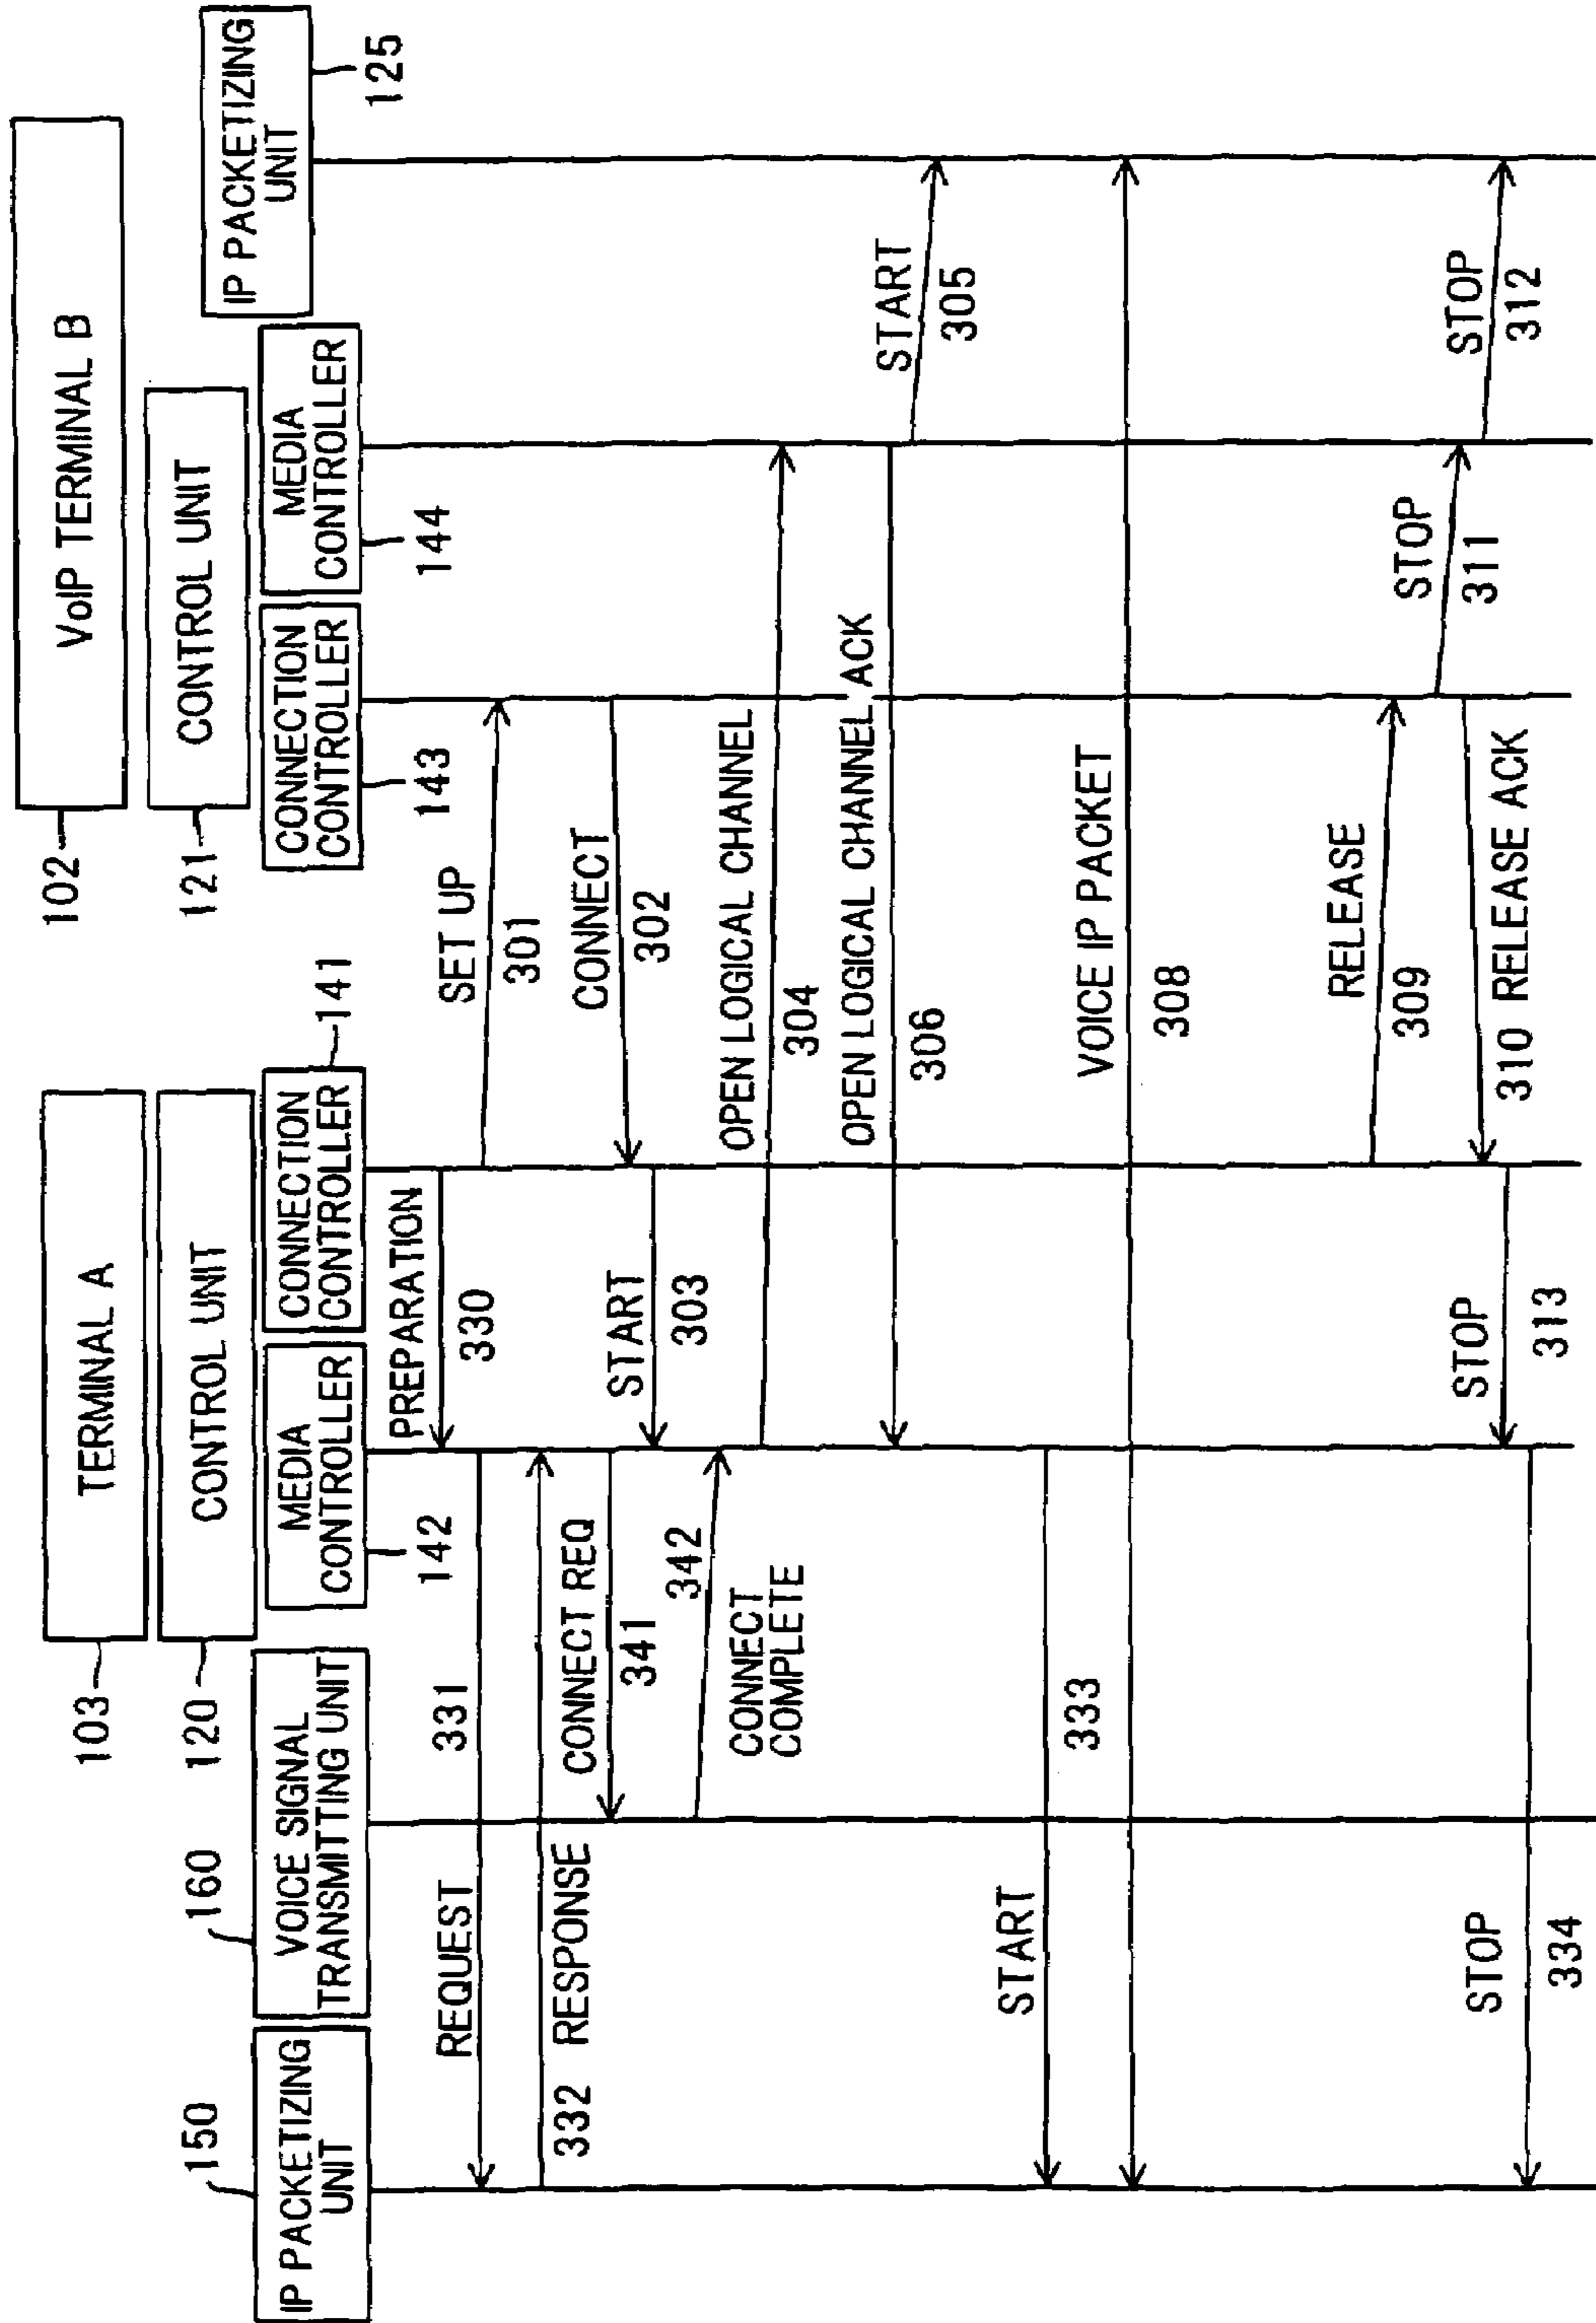 103
TERMINAL A
102
VoIP TERMINAL B
120
CONTROL UNIT
121
CONTROL UNIT
150
IP PACKETIZING
UNIT
160
VOICE SIGNAL
TRANSMITTING UNIT
MEDIA
CONTROLLER
142
CONNECTION
CONTROLLER
141
CONNECTION
CONTROLLER
143
MEDIA
CONTROLLER
144
IP PACKETIZING
UNIT
125
PREPARATION
330
REQUEST
331
SET UP
301
332 RESPONSE
CONNECT REQ
341
CONNECT
302
START
303
342
CONNECT
COMPLETE
OPEN LOGICAL CHANNEL
304
OPEN LOGICAL CHANNEL ACK
306
START
305
START
333
VOICE IP PACKET
308
RELEASE
309
STOP
311
310 RELEASE ACK
STOP
312
STOP
313
STOP
334